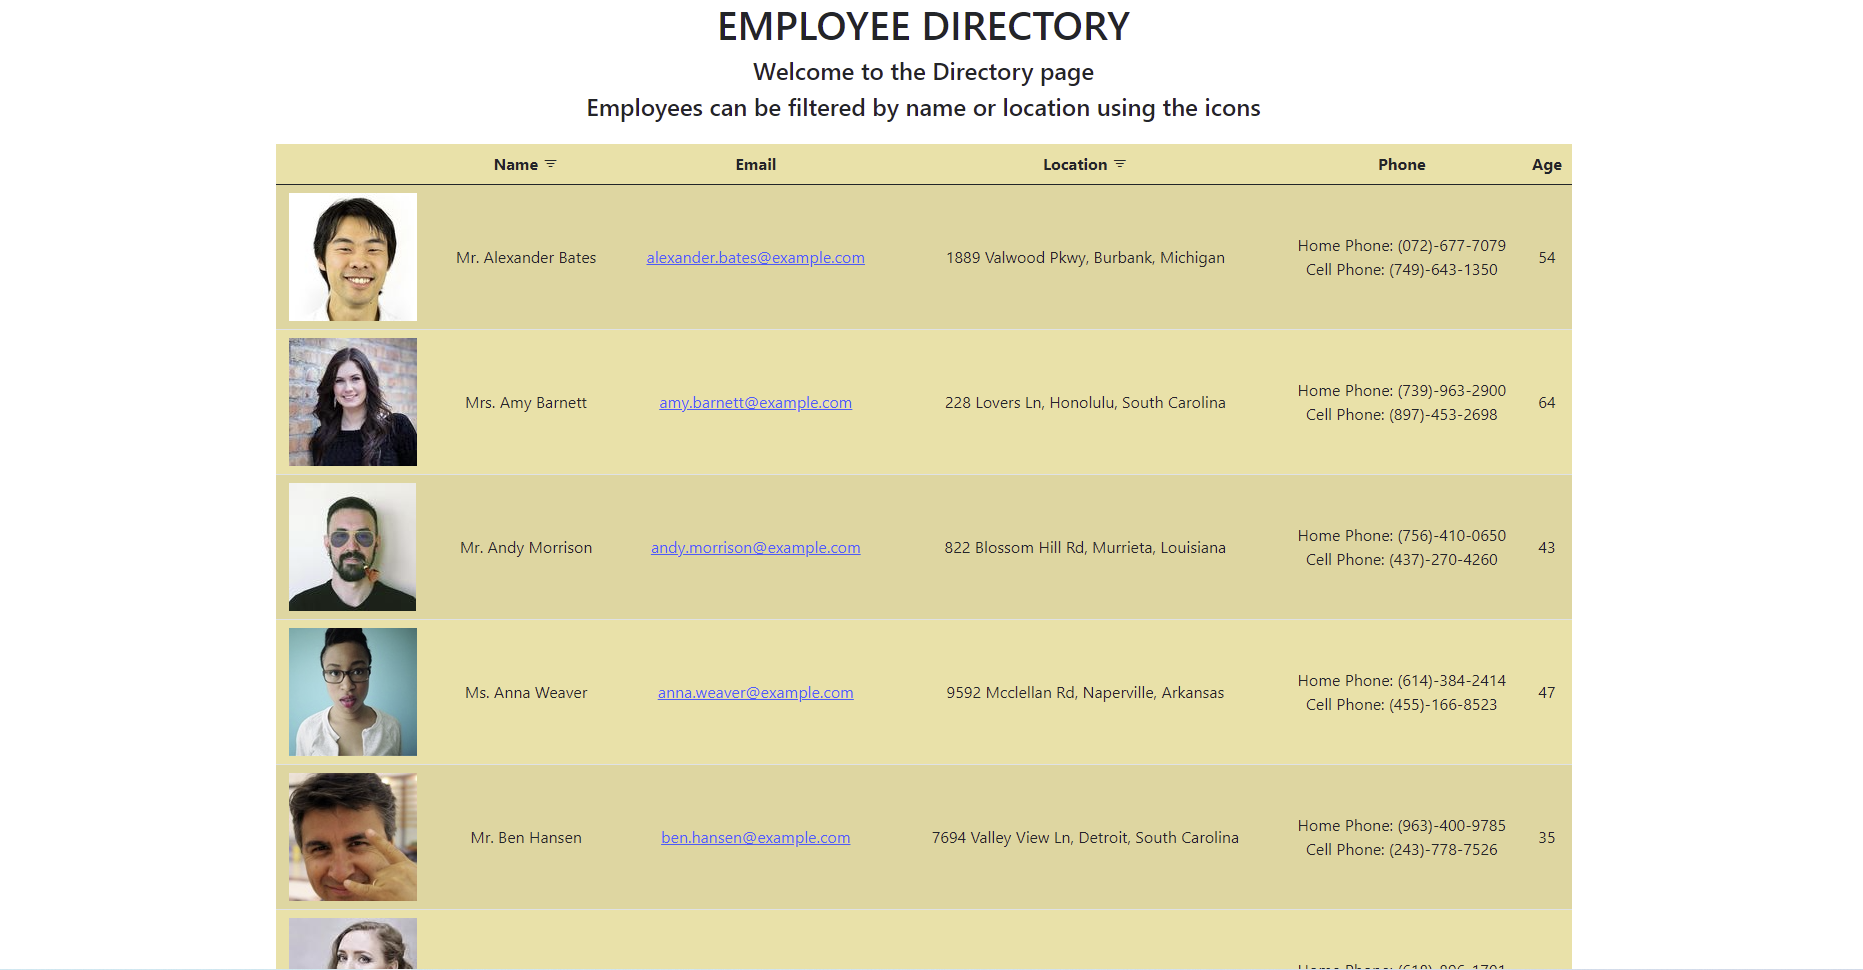 EMPLOYEE DIRECTORY
Welcome to the Directory page
Employees can be filtered by name or location using the icons
Name Email Location Phone Age
Mr. Alexander Bates alexander.bates@example.com 1889 Valwood Pkwy, Burbank, Michigan Home Phone: (072)-677-7079 54
Cell Phone: (749)-643-1350
Mrs. Amy Barnett amy.barnett@example.com 228 Lovers Ln, Honolulu, South Carolina Home Phone: (739)-963-2900 64
Cell Phone: (897)-453-2698
Mr. Andy Morrison andy.morrison@example.com 822 Blossom Hill Rd, Murrieta, Louisiana Home Phone: (756)-410-0650 43
Cell Phone: (437)-270-4260
Ms. Anna Weaver anna.weaver@example.com 9592 Mcclellan Rd, Naperville, Arkansas Home Phone: (614)-384-2414 47
Cell Phone: (455)-166-8523
Mr. Ben Hansen ben.hansen@example.com 7694 Valley View Ln, Detroit, South Carolina Home Phone: (963)-400-9785 35
Cell Phone: (243)-778-7526